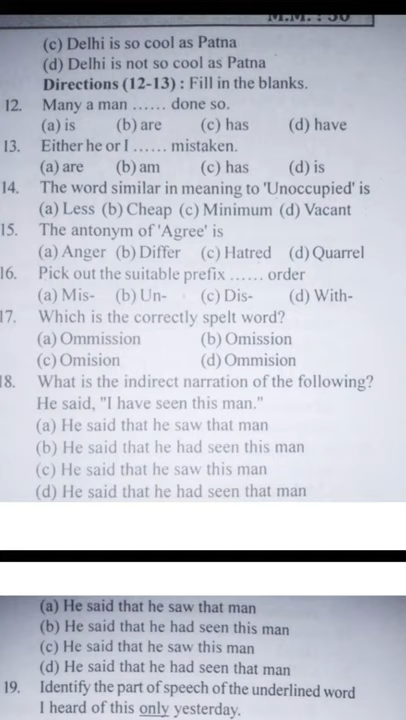 M.M. : 50
(c) Delhi is so cool as Patna
(d) Delhi is not so cool as Patna
Directions (12-13) : Fill in the blanks.
12. Many a man ...... done so.
(a) is (b) are (c) has (d) have
13. Either he or I ...... mistaken.
(a) are (b) am (c) has (d) is
14. The word similar in meaning to 'Unoccupied' is
(a) Less (b) Cheap (c) Minimum (d) Vacant
15. The antonym of 'Agree' is
(a) Anger (b) Differ (c) Hatred (d) Quarrel
16. Pick out the suitable prefix ...... order
(a) Mis- (b) Un- (c) Dis- (d) With-
17. Which is the correctly spelt word?
(a) Ommission (b) Omission
(c) Omision (d) Ommision
18. What is the indirect narration of the following?
He said, "I have seen this man."
(a) He said that he saw that man
(b) He said that he had seen this man
(c) He said that he saw this man
(d) He said that he had seen that man
(a) He said that he saw that man
(b) He said that he had seen this man
(c) He said that he saw this man
(d) He said that he had seen that man
19. Identify the part of speech of the underlined word
I heard of this only yesterday.